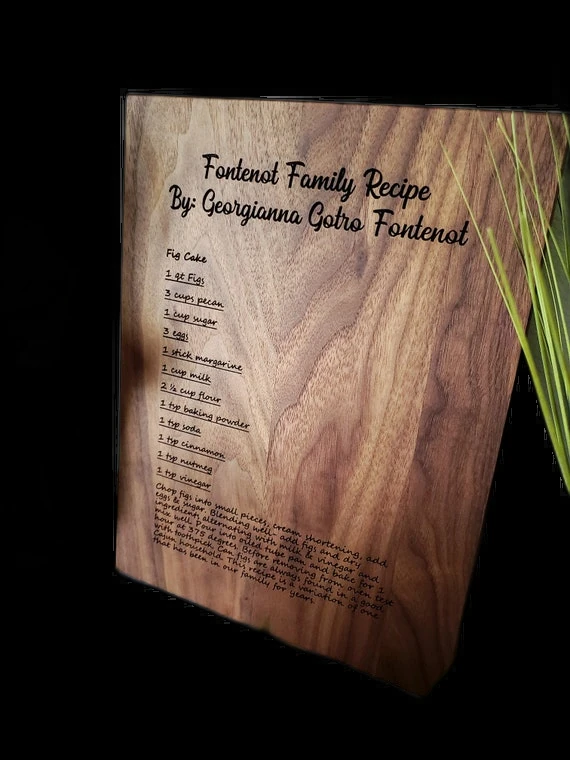 Fontenot Family Recipe
By: Georgianna Gotro Fontenot
Fig Cake
1 qt Figs
3 cups pecan
1 cup sugar
3 eggs
1 stick margarine
1 cup milk
2 ½ cup flour
1 tsp baking powder
1 tsp soda
1 tsp cinnamon
1 tsp nutmeg
1 tsp vinegar
Chop figs into small pieces, cream shortening, add
eggs & sugar. Blending well- add figs and dry
ingredient, alternating with milk & vinegar and
mix well. Pour into oiled tube pan and bake for 1
hour at 375 degrees. Before removing from oven test
with toothpick. Can figs are always found in a good
Cajun household. This recipe is a variation of one
that has been in our family for years.